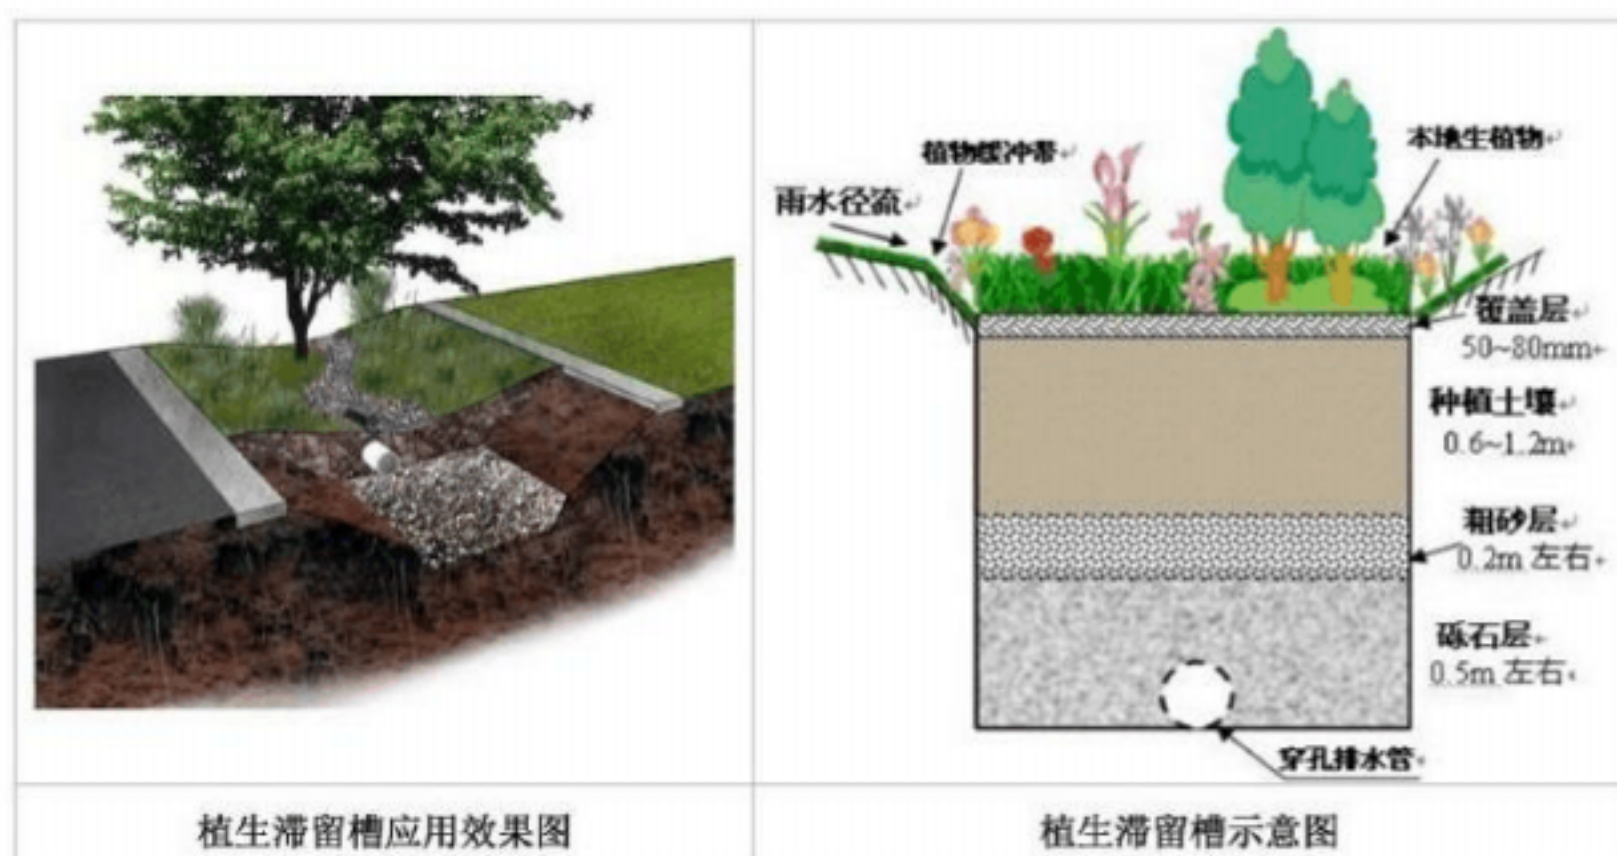 植物缓冲带
本地生植物
雨水径流
覆盖层
50~80mm
种植土壤
0.6~1.2m
粗砂层
0.2m 左右
砾石层
0.5m 左右
穿孔排水管
植生滞留槽应用效果图
植生滞留槽示意图